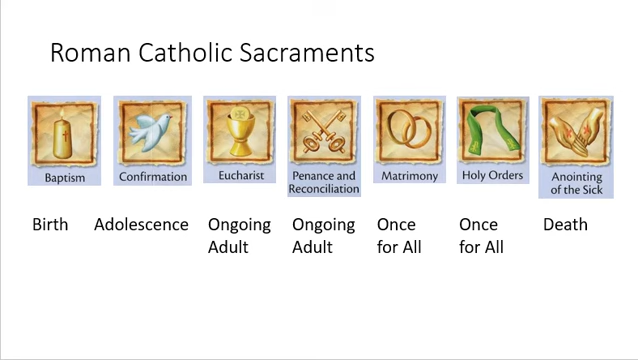 Roman Catholic Sacraments
Baptism
Confirmation
Eucharist
Penance and
Reconciliation
Matrimony
Holy Orders
Anointing
of the Sick
Birth
Adolescence
Ongoing
Adult
Ongoing
Adult
Once
for All
Once
for All
Death